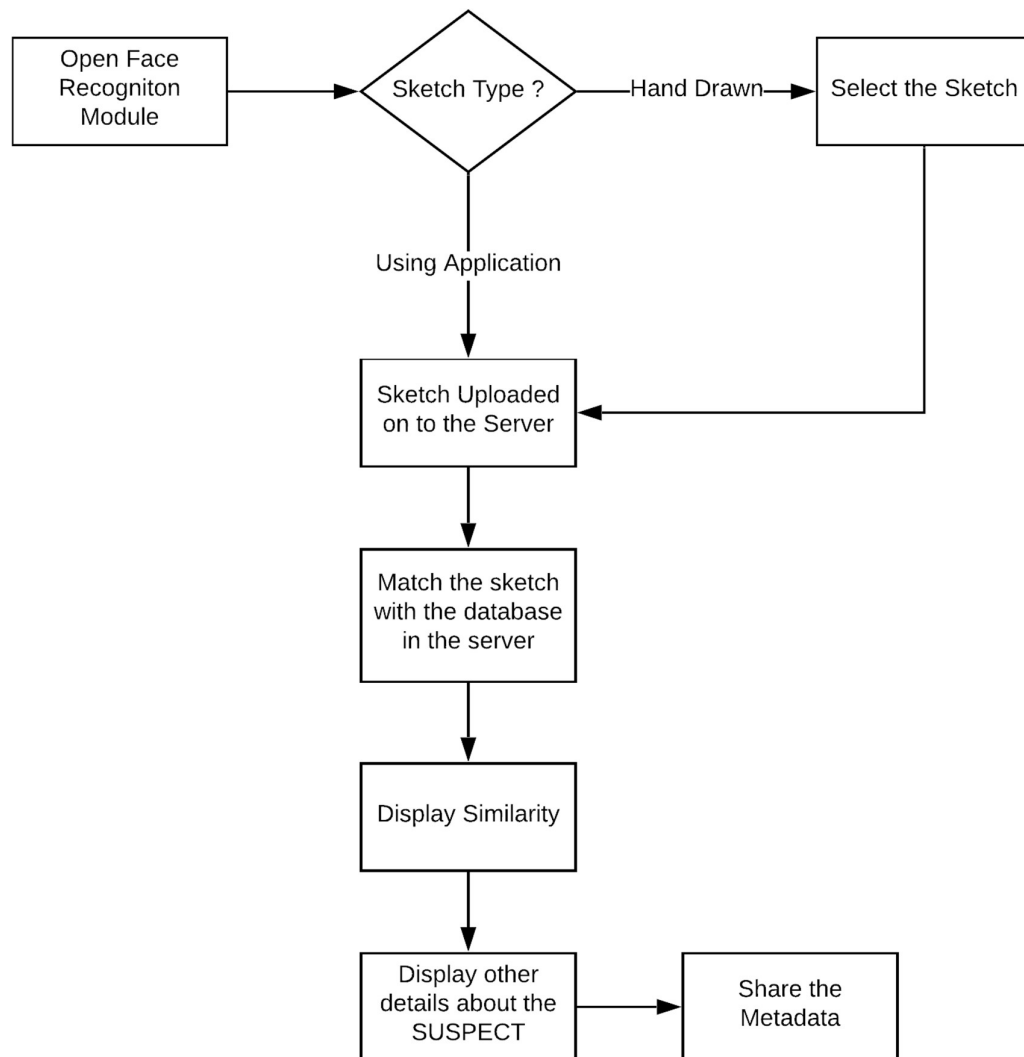 Open Face
Recogniton
Module
Sketch Type ?
Hand Drawn
Select the Sketch
Using Application
Sketch Uploaded
on to the Server
Match the sketch
with the database
in the server
Display Similarity
Display other
details about the
SUSPECT
Share the
Metadata